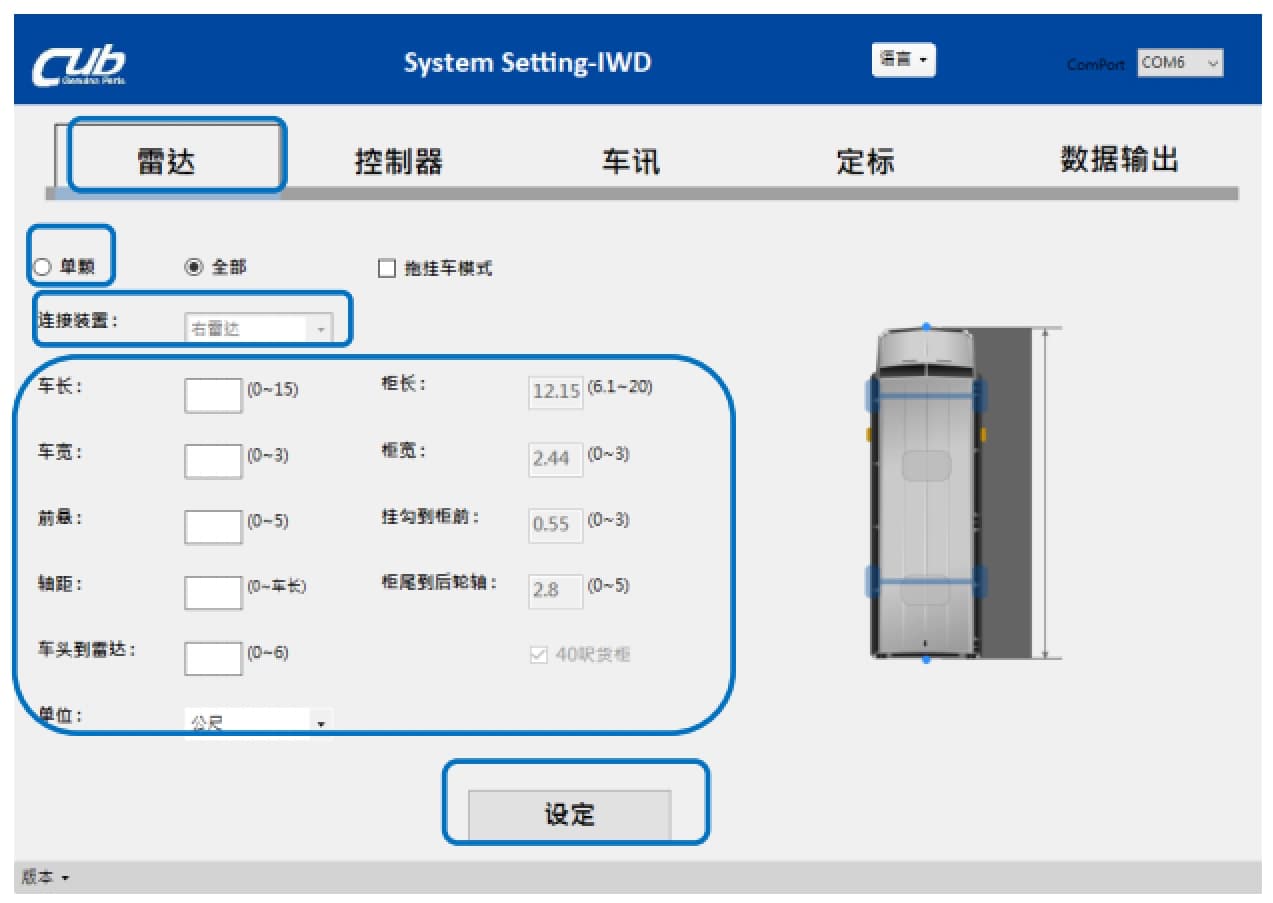 CUB
Genuine Parts
System Setting-IWD
语言
ComPort COM6
雷达 控制器 车讯 定标 数据输出
单颗 全部 拖挂车模式
连接装置: 右雷达
车长: (0~15) 柜长: 12.15 (6.1~20)
车宽: (0~3) 柜宽: 2.44 (0~3)
前悬: (0~5) 挂勾到柜前: 0.55 (0~3)
轴距: (0~车长) 柜尾到后轮轴: 2.8 (0~5)
车头到雷达: (0~6) 40呎货柜
单位: 公尺
设定
版本